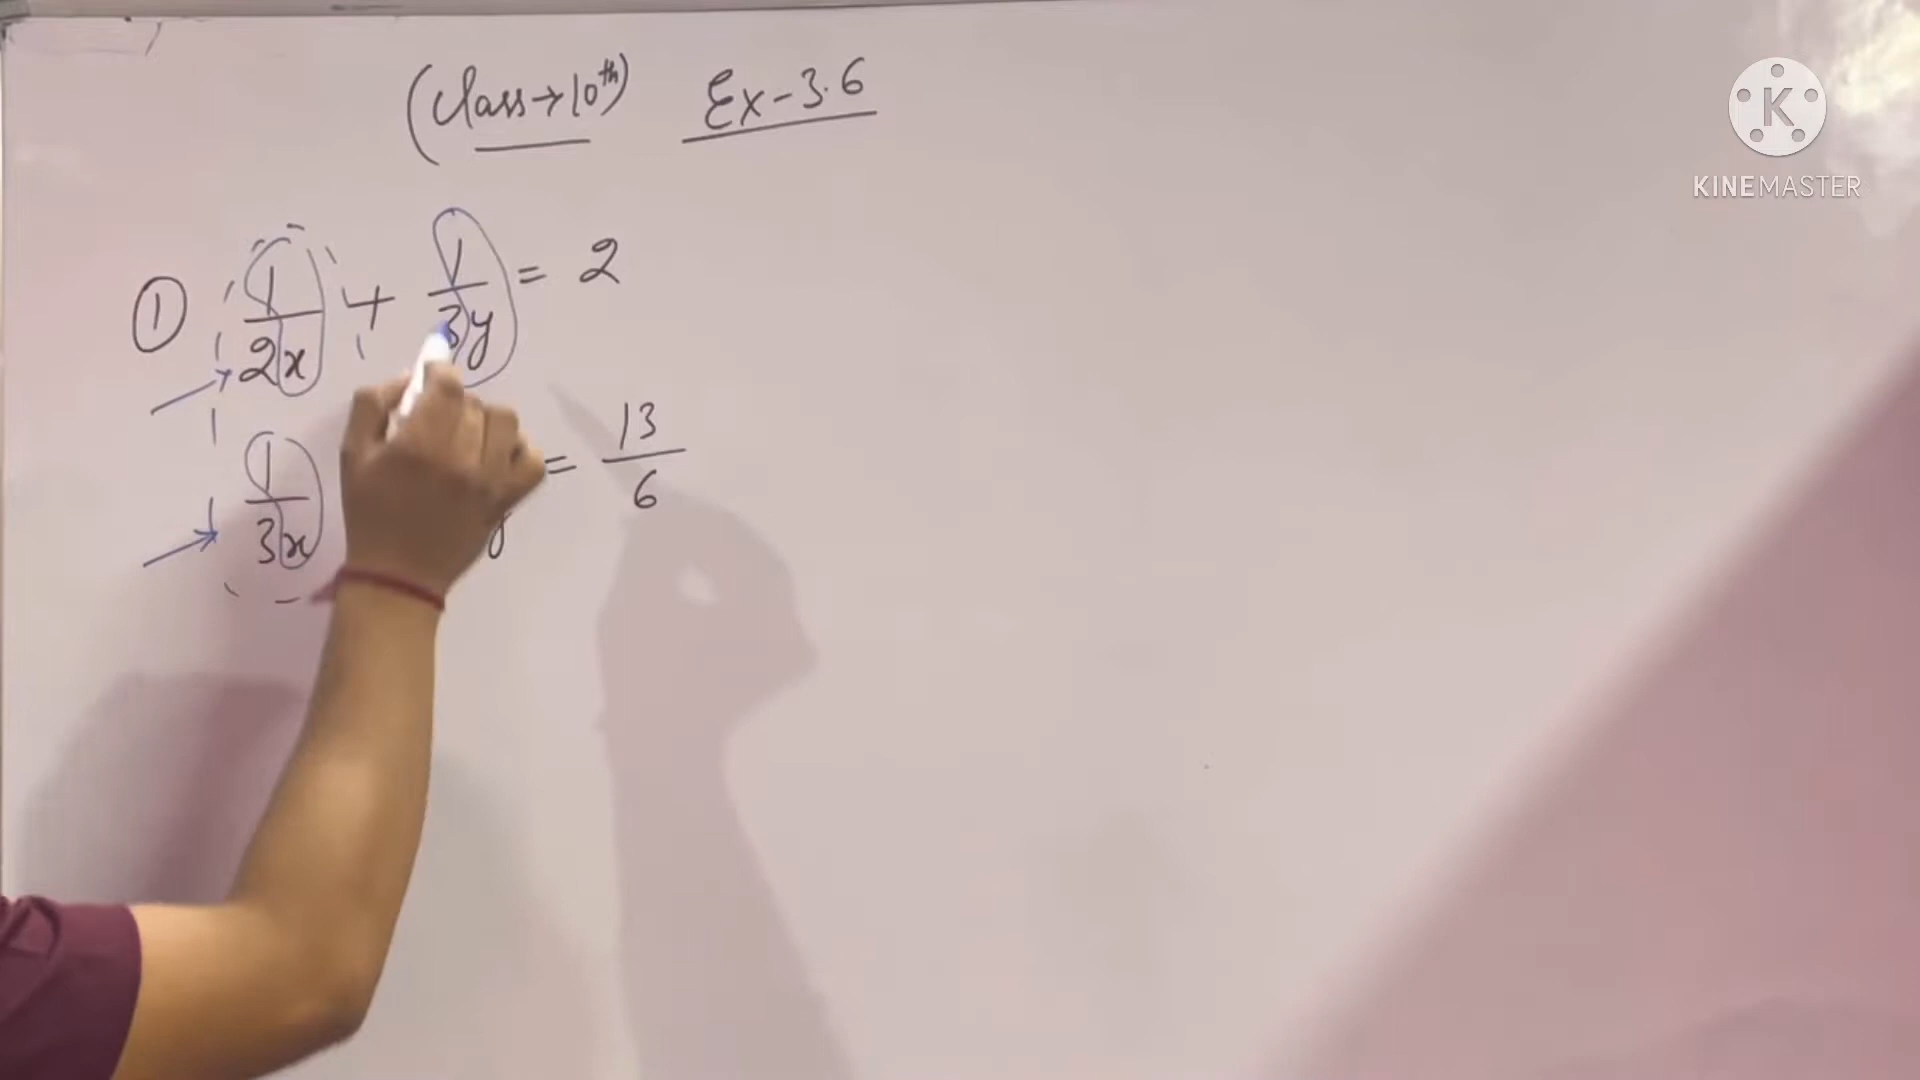 (Class→10th) Ex-3.6
KINEMASTER
① 1/2x + 1/3y = 2
1/3x y = 13/6